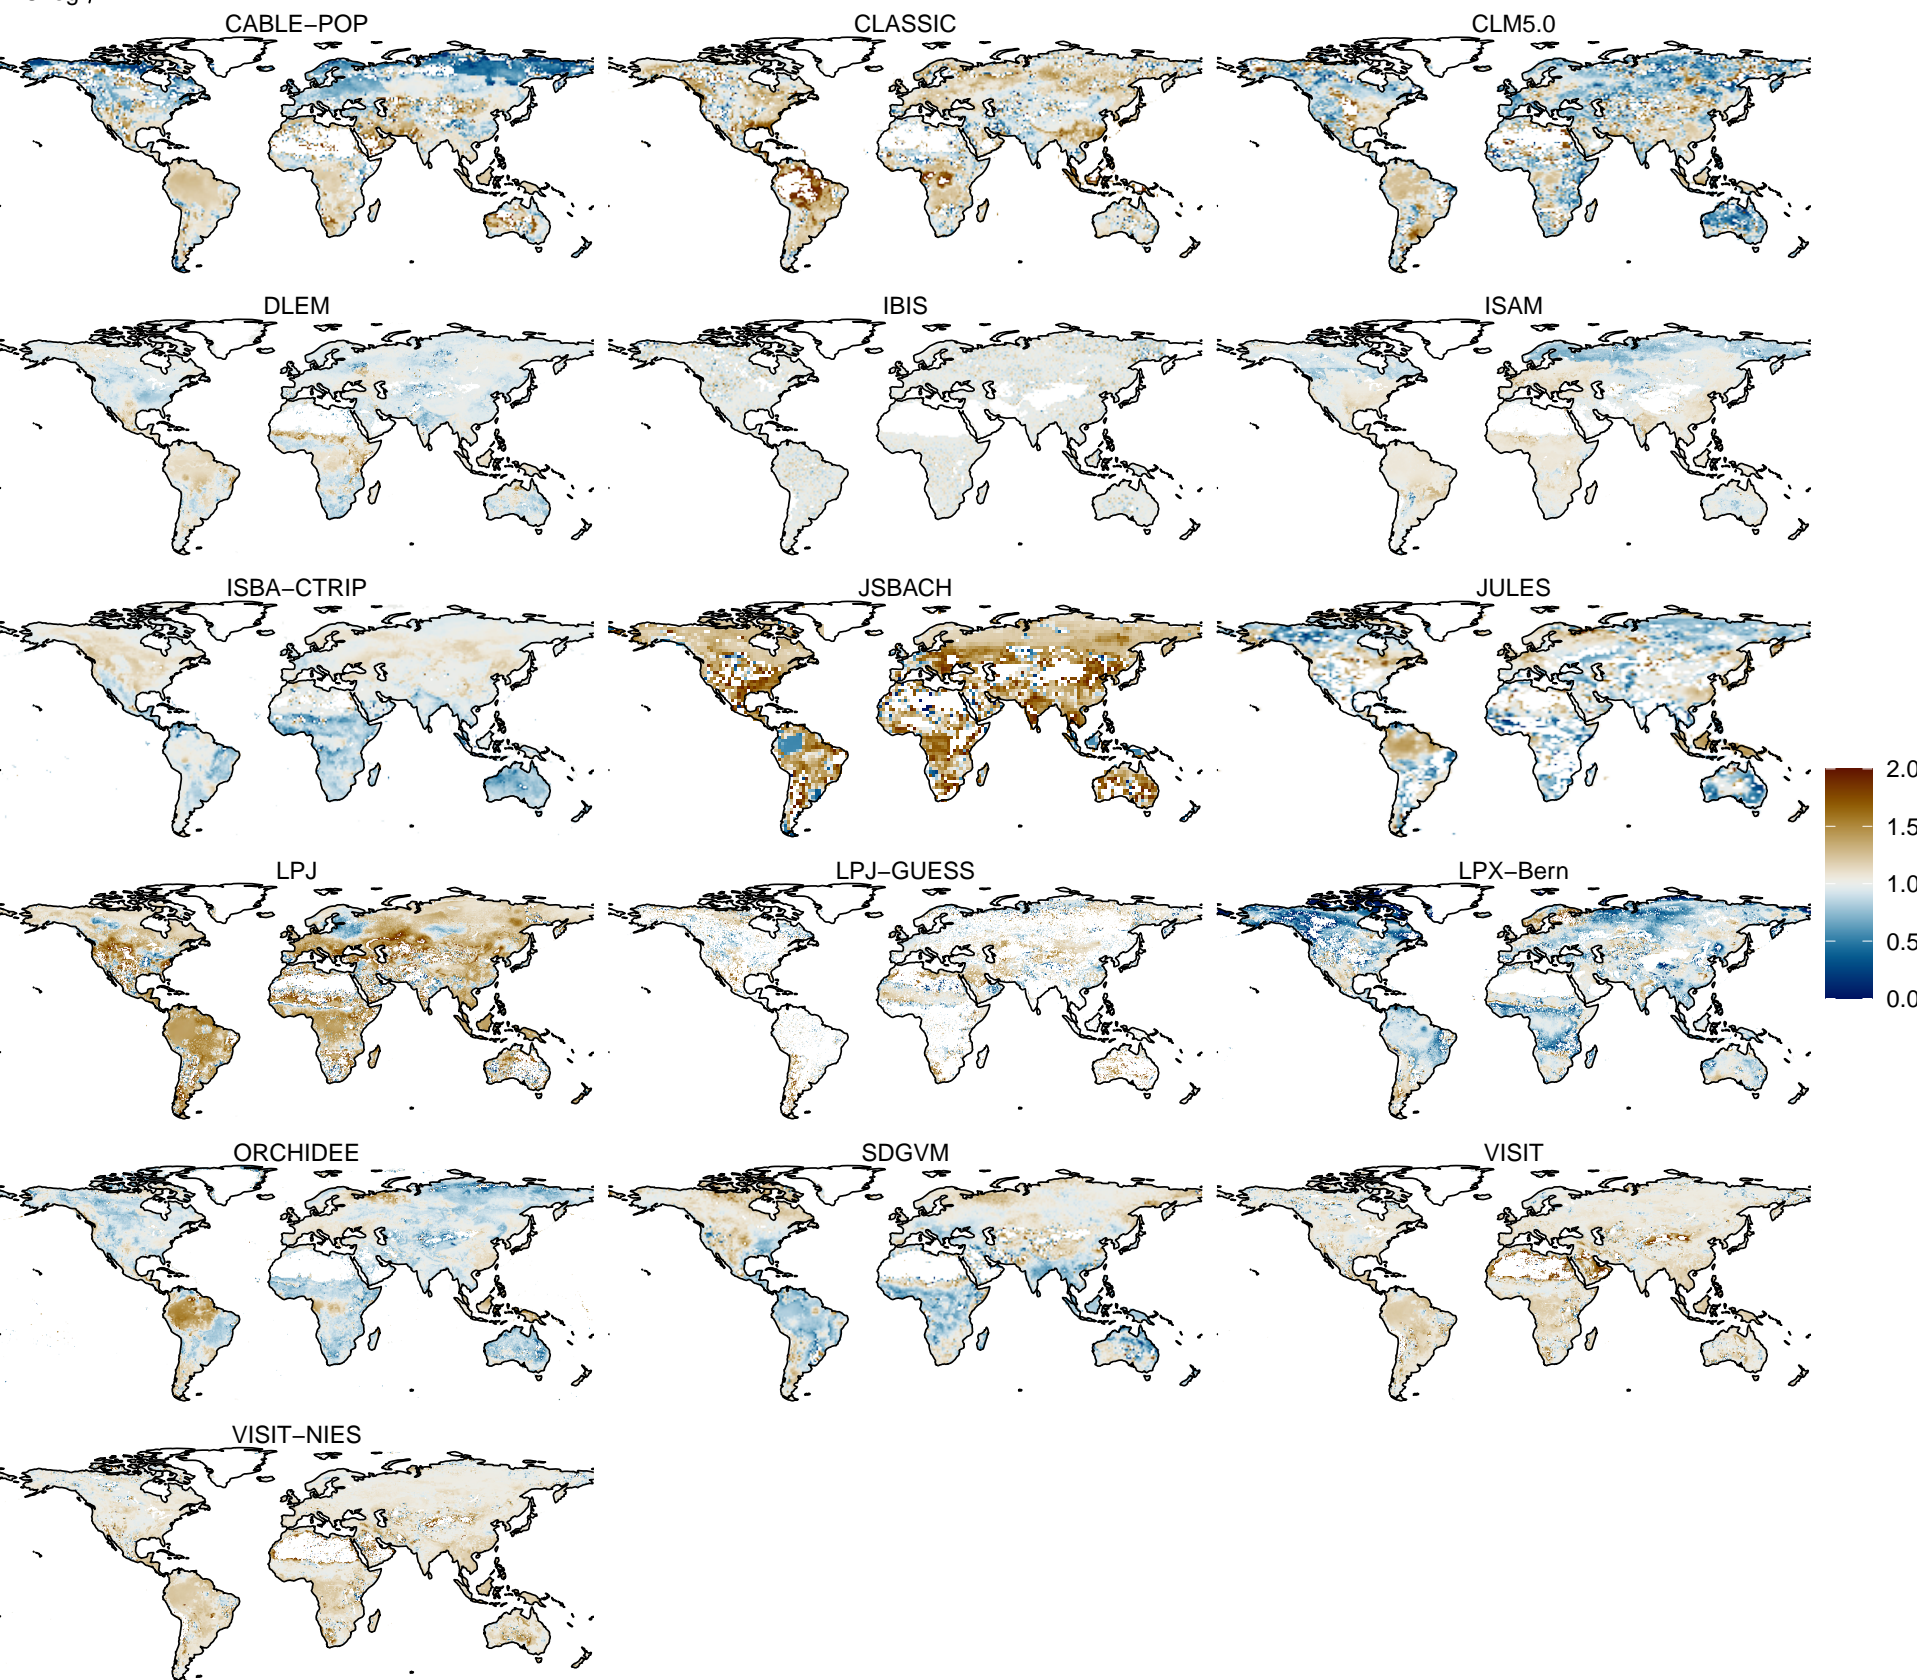 CABLE–POP
CLASSIC
CLM5.0
DLEM
IBIS
ISAM
ISBA–CTRIP
JSBACH
JULES
LPJ
LPJ–GUESS
LPX–Bern
2.0
1.5
1.0
0.5
0.0
ORCHIDEE
SDGVM
VISIT
VISIT–NIES